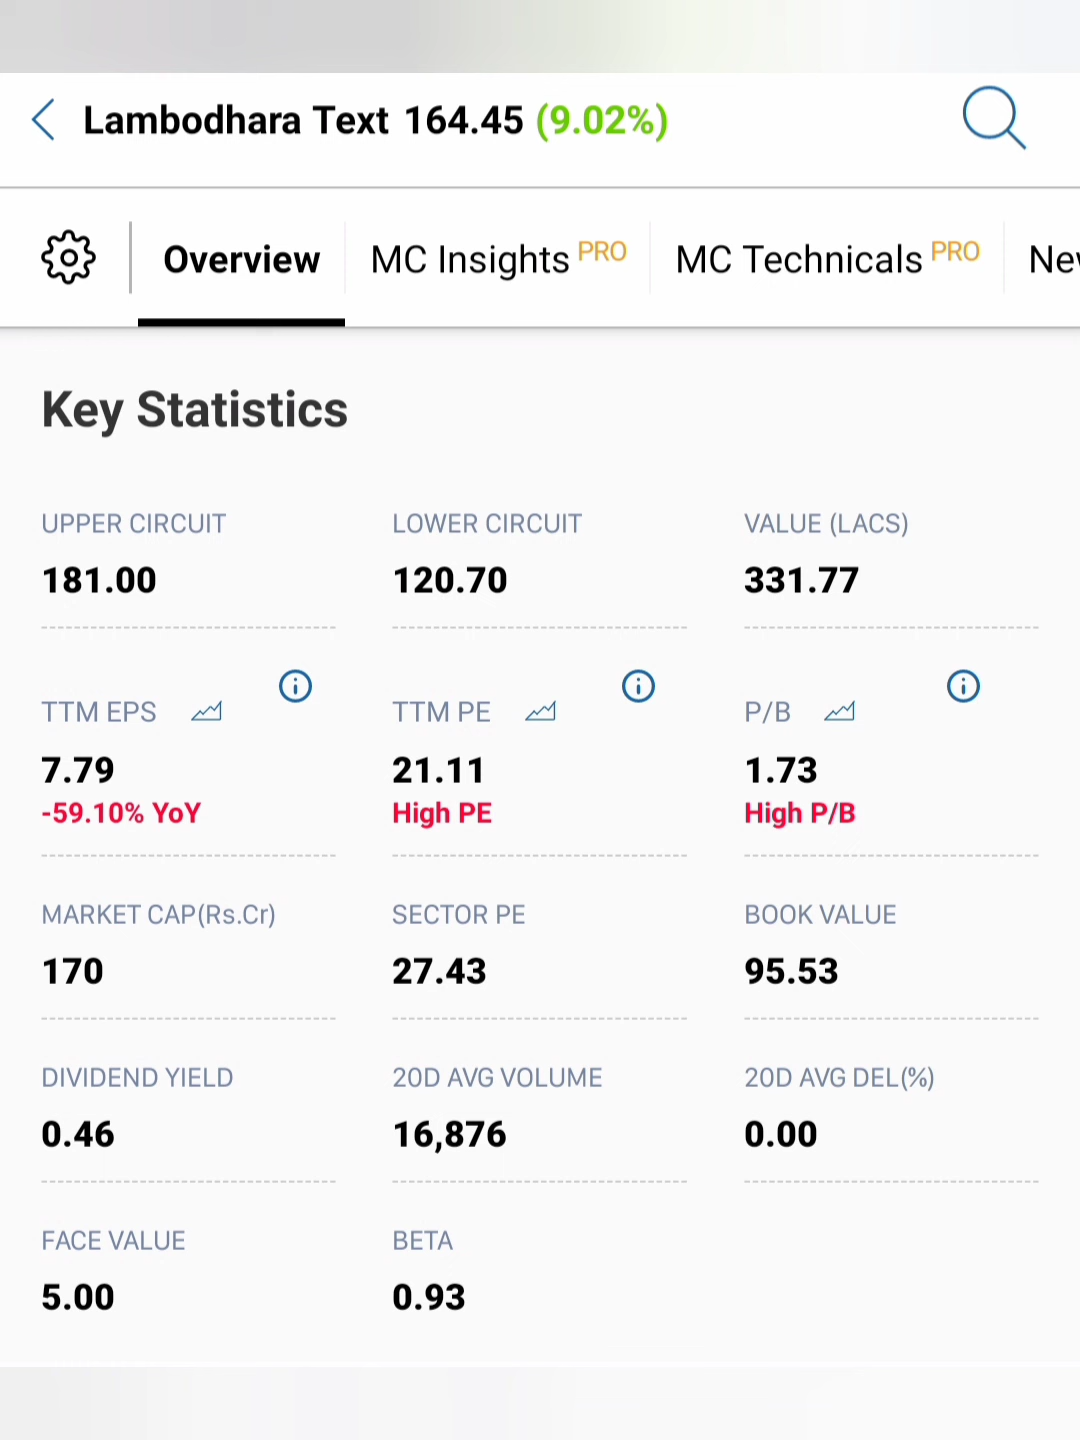 Lambodhara Text 164.45 (9.02%)
Overview MC Insights PRO MC Technicals PRO Nev
Key Statistics
UPPER CIRCUIT LOWER CIRCUIT VALUE (LACS)
181.00 120.70 331.77
TTM EPS TTM PE P/B
7.79 21.11 1.73
-59.10% YoY High PE High P/B
MARKET CAP(Rs.Cr) SECTOR PE BOOK VALUE
170 27.43 95.53
DIVIDEND YIELD 20D AVG VOLUME 20D AVG DEL(%)
0.46 16,876 0.00
FACE VALUE BETA
5.00 0.93